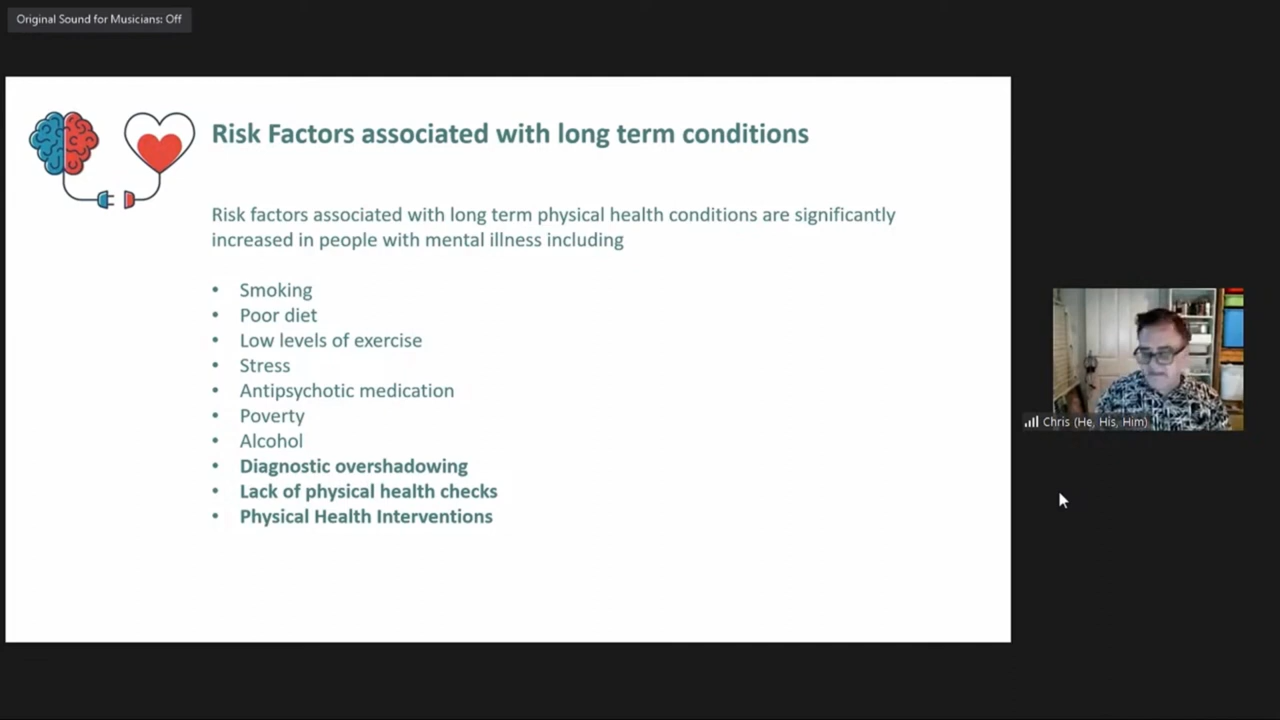 Original Sound for Musicians: Off
Risk Factors associated with long term conditions
Risk factors associated with long term physical health conditions are significantly
increased in people with mental illness including
• Smoking
• Poor diet
• Low levels of exercise
• Stress
• Antipsychotic medication
• Poverty
• Alcohol
• Diagnostic overshadowing
• Lack of physical health checks
• Physical Health Interventions
Chris (He, His, Him)